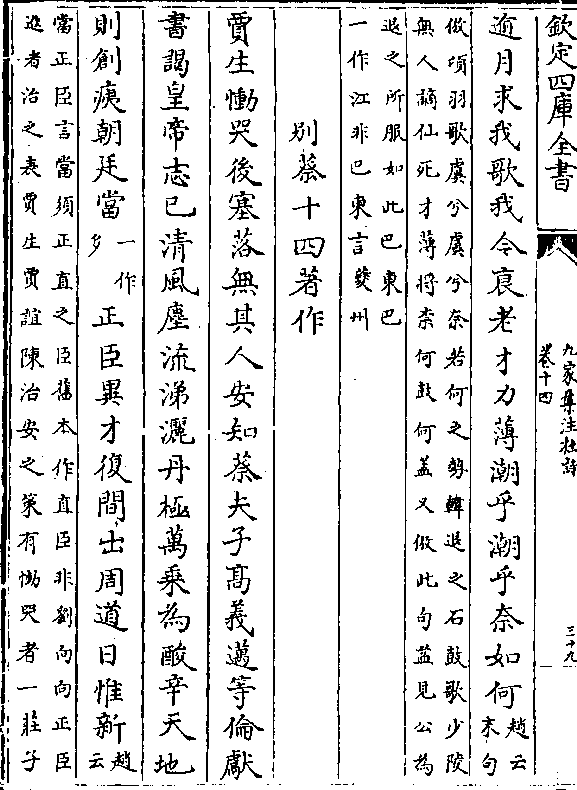 欽定四庫全書
九家集注杜詩
卷十四
三十九
逾月求我歌我今衰老才力薄潮乎潮乎奈如何
趙云
末句
倣項羽歌虞兮虞兮奈若何之勢韓退之石鼓歌少陵
無人謫仙死才薄將柰何鼓何盖又倣此句盖見公為
退之所服如此巴東巴
一作江非巴東言夔州
別蔡十四著作
賈生慟哭後塞落無其人安知蔡夫子髙義邁等倫獻
書謁皇帝志已清風塵流涕灑丹極萬乘為酸辛天地
則創痍朝廷當
一作
多
正臣異才復間出周道日惟新
趙
云
當正臣言當須正直之臣舊本作直臣非劉向向正臣
進者治之表賈生賈誼陳治安之策有慟哭者一莊子